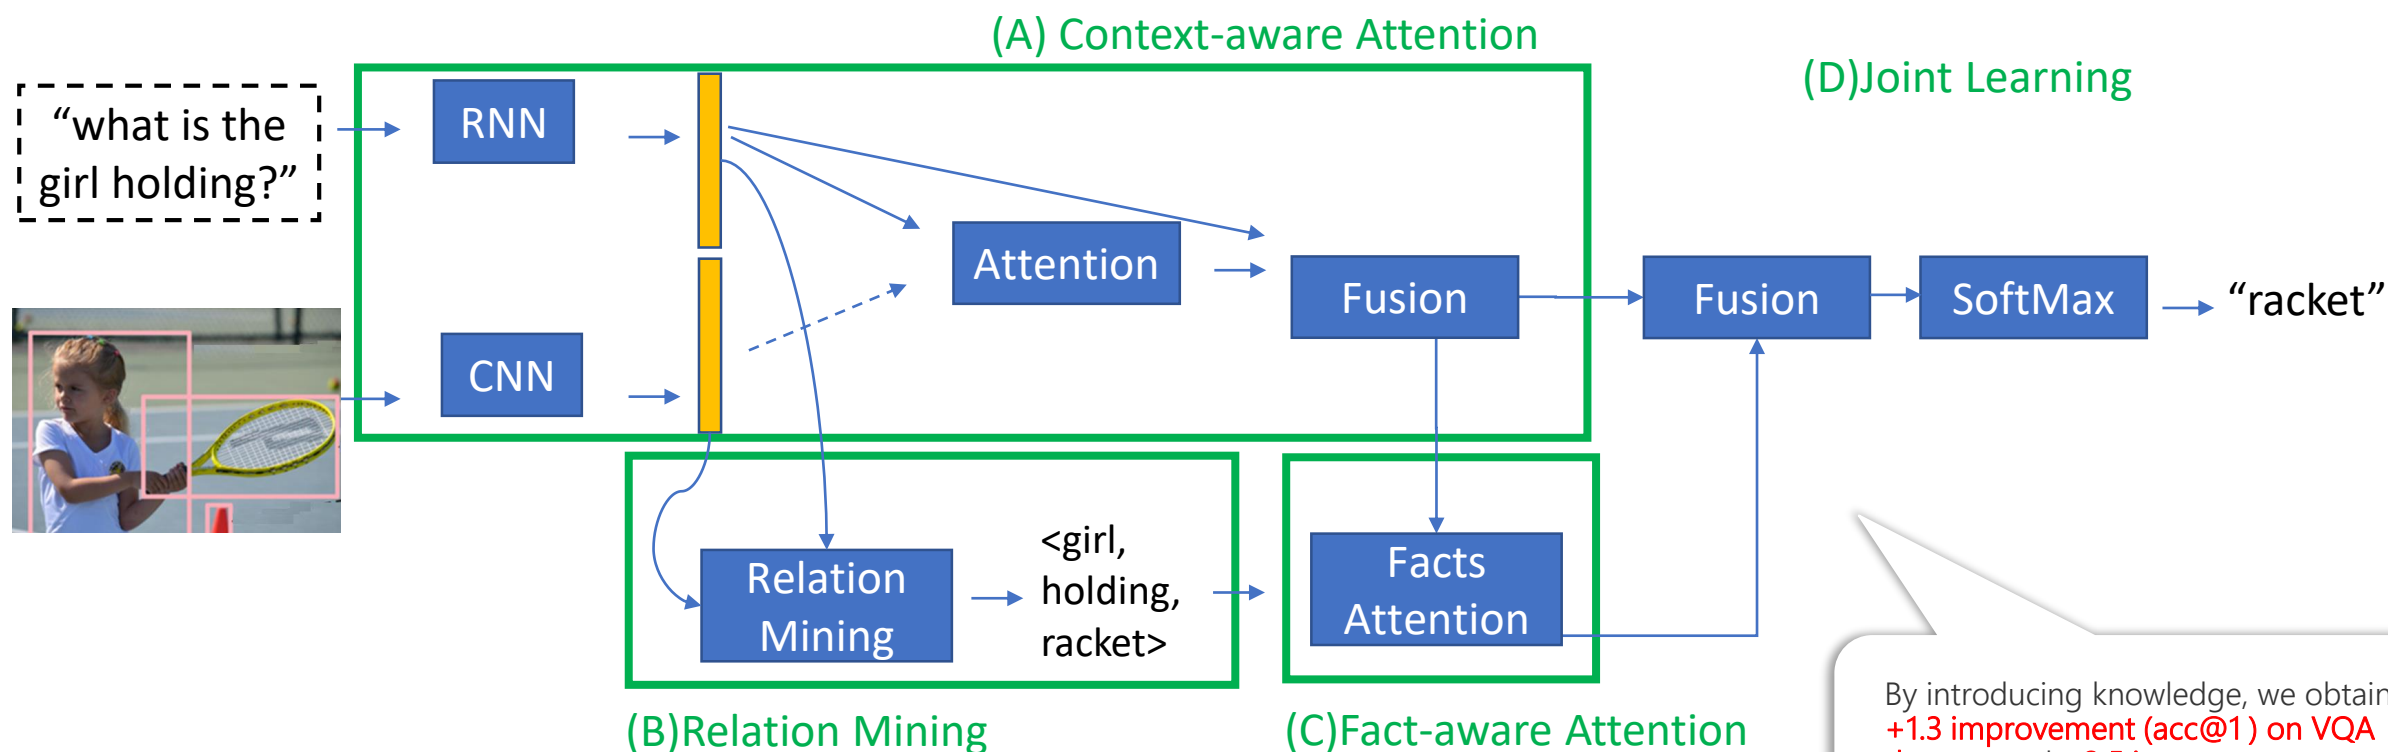 (A) Context-aware Attention
(D)Joint Learning
“what is the
girl holding?”
RNN
CNN
Attention
Fusion
Fusion
SoftMax
“racket”
Relation
Mining
<girl,
holding,
racket>
Facts
Attention
(B)Relation Mining
(C)Fact-aware Attention
By introducing knowledge, we obtain
+1.3 improvement (acc@1) on VQA